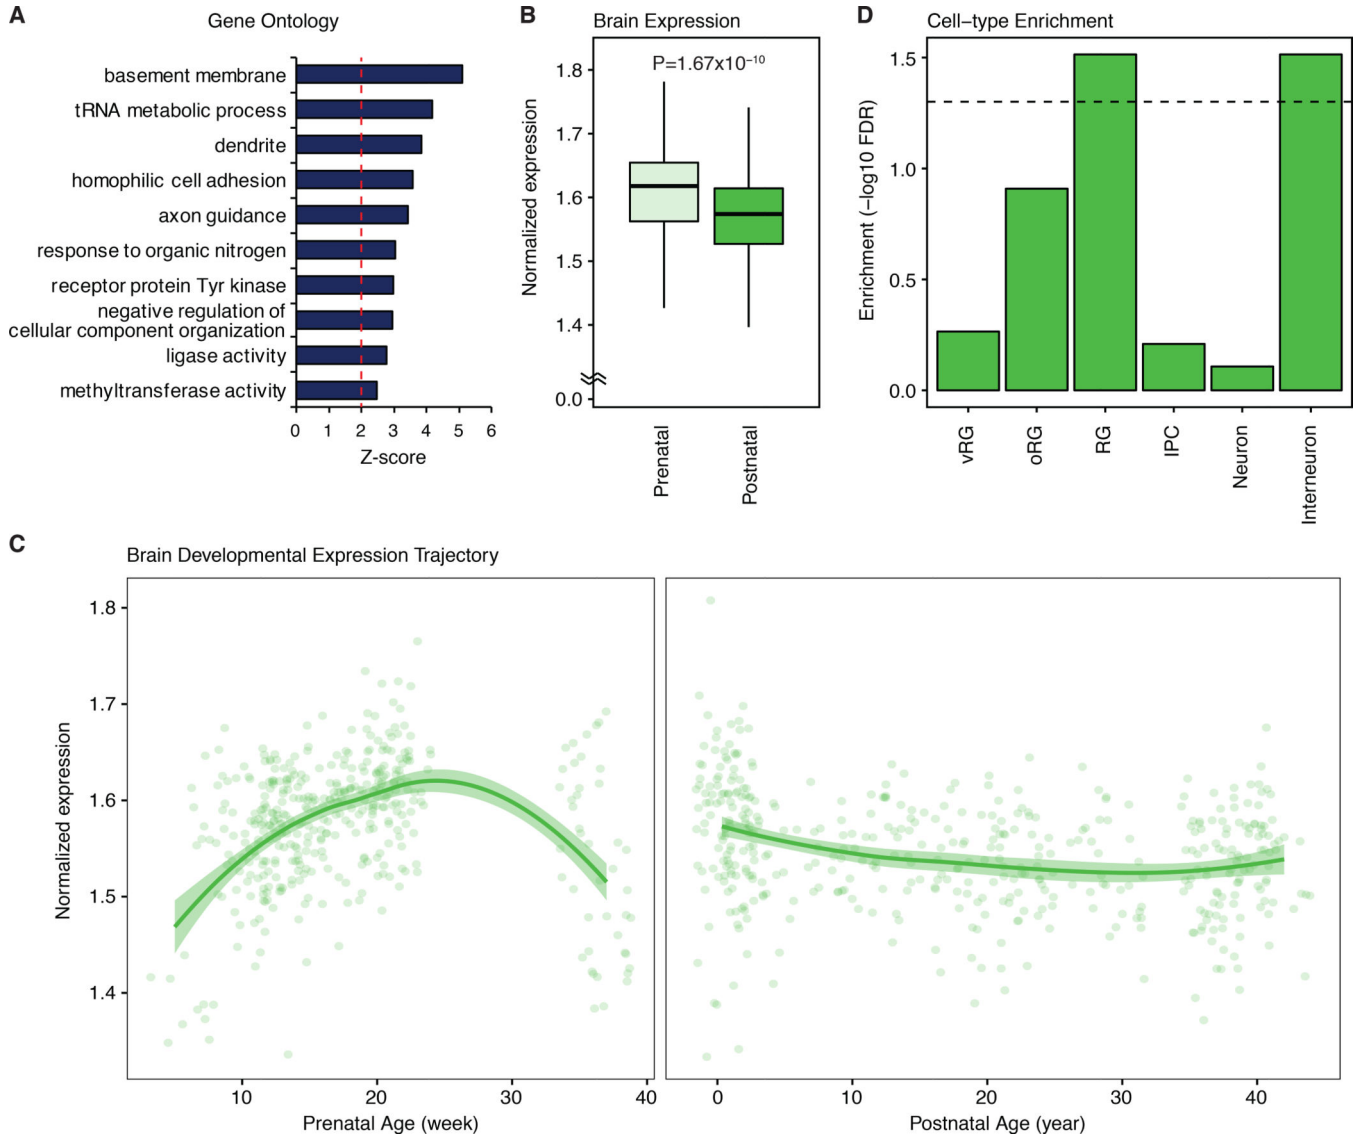 A
Gene Ontology
basement membrane
tRNA metabolic process
dendrite
homophilic cell adhesion
axon guidance
response to organic nitrogen
receptor protein Tyr kinase
negative regulation of
cellular component organization
ligase activity
methyltransferase activity
0 1 2 3 4 5 6
Z-score
B
Brain Expression
P=1.67x10⁻¹⁰
Normalized expression
1.8
1.7
1.6
1.5
1.4
0.0
Prenatal
Postnatal
D
Cell-type Enrichment
Enrichment (-log10 FDR)
1.5
1.0
0.5
0.0
vRG
oRG
RG
IPC
Neuron
Interneuron
C
Brain Developmental Expression Trajectory
Normalized expression
1.8
1.7
1.6
1.5
1.4
10 20 30 40
Prenatal Age (week)
0 10 20 30 40
Postnatal Age (year)